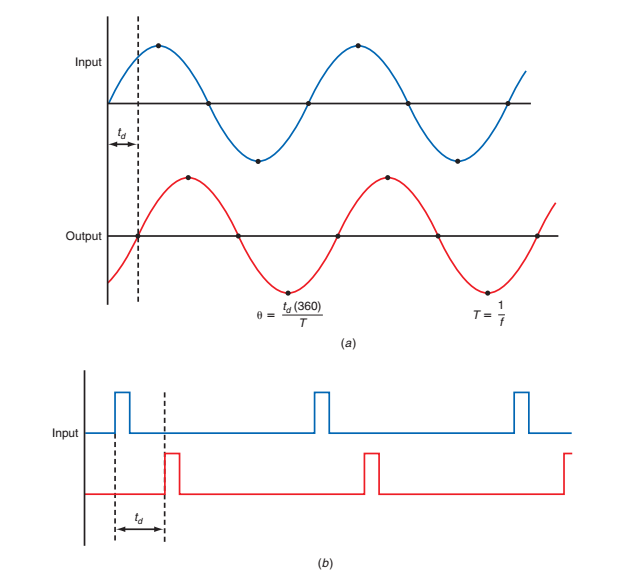 Input
t_d
Output
θ = t_d (360) / T
T = 1 / f
(a)
Input
t_d
(b)